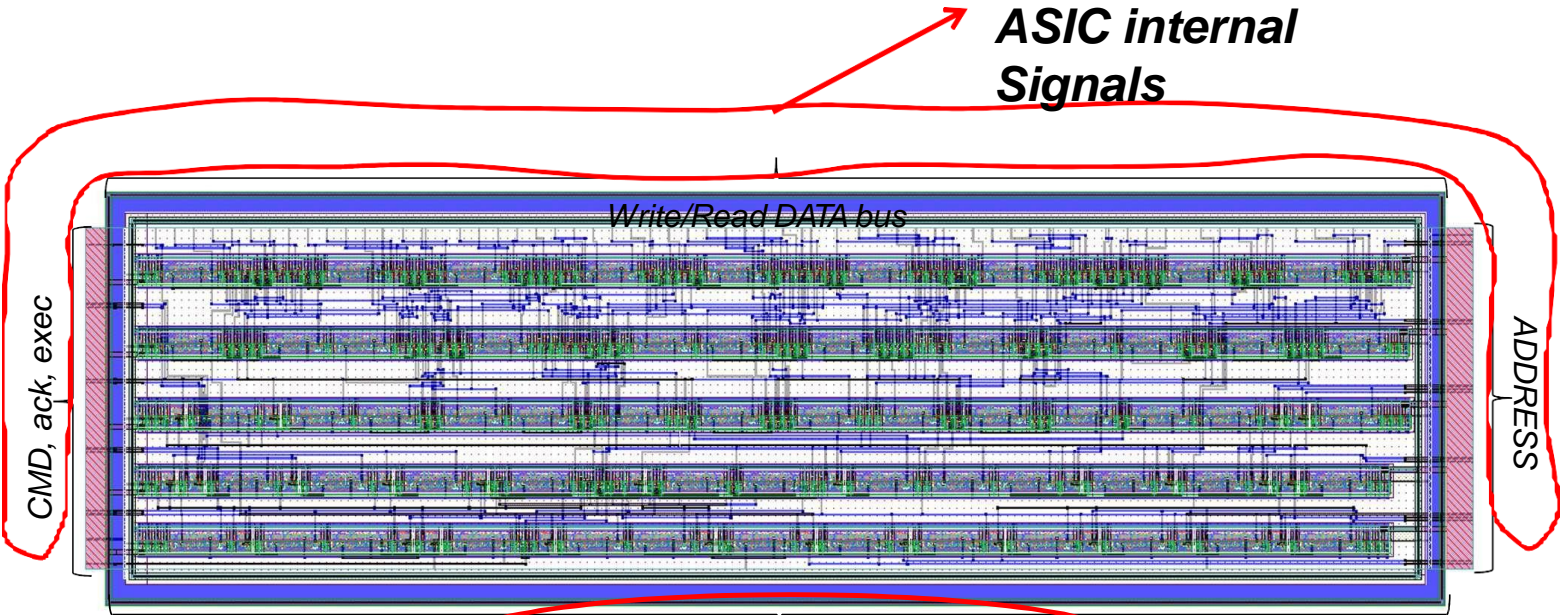 ASIC internal
Signals
Write/Read DATA bus
CMD, ack, exec
ADDRESS